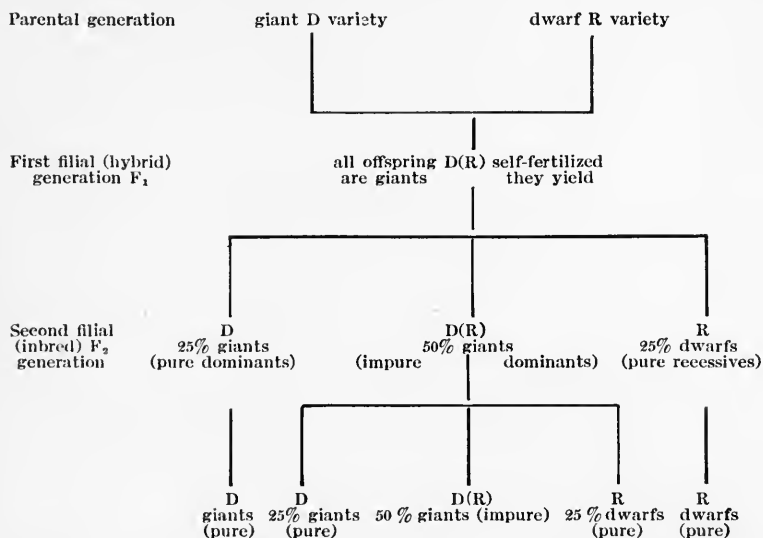 Parental generation giant D variety dwarf R variety
First filial (hybrid) all offspring D(R) self-fertilized
generation F₁ are giants they yield
Second filial D D(R) R
(inbred) F₂ 25% giants 50% giants 25% dwarfs
generation (pure dominants) (impure dominants) (pure recessives)
D D D(R) R R
giants 25% giants 50 % giants (impure) 25 % dwarfs dwarfs
(pure) (pure) (pure) (pure)